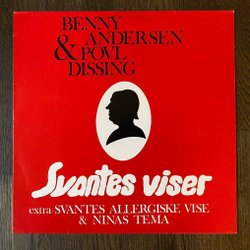 BENNY
ANDERSEN
& POVL
DISSING
Svantes viser
extra: SVANTES ALLERGISKE VISE
& NINAS TEMA